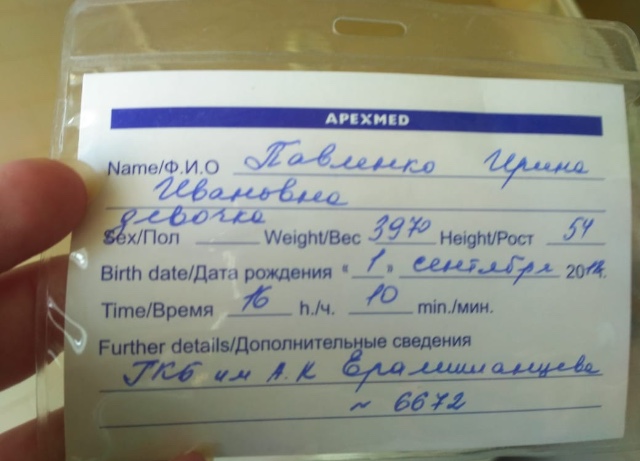 APEXMED
Name/Ф.И.О Павленко Ирина
Ивановна
девочка
Sex/Пол Weight/Вес 3970 Height/Рост 54
Birth date/Дата рождения "1" сентября 201 г.
Time/Время 16 h./ч. 10 min./мин.
Further details/Дополнительные сведения
ГКБ им А.К Ерамишанцева
~ 6672